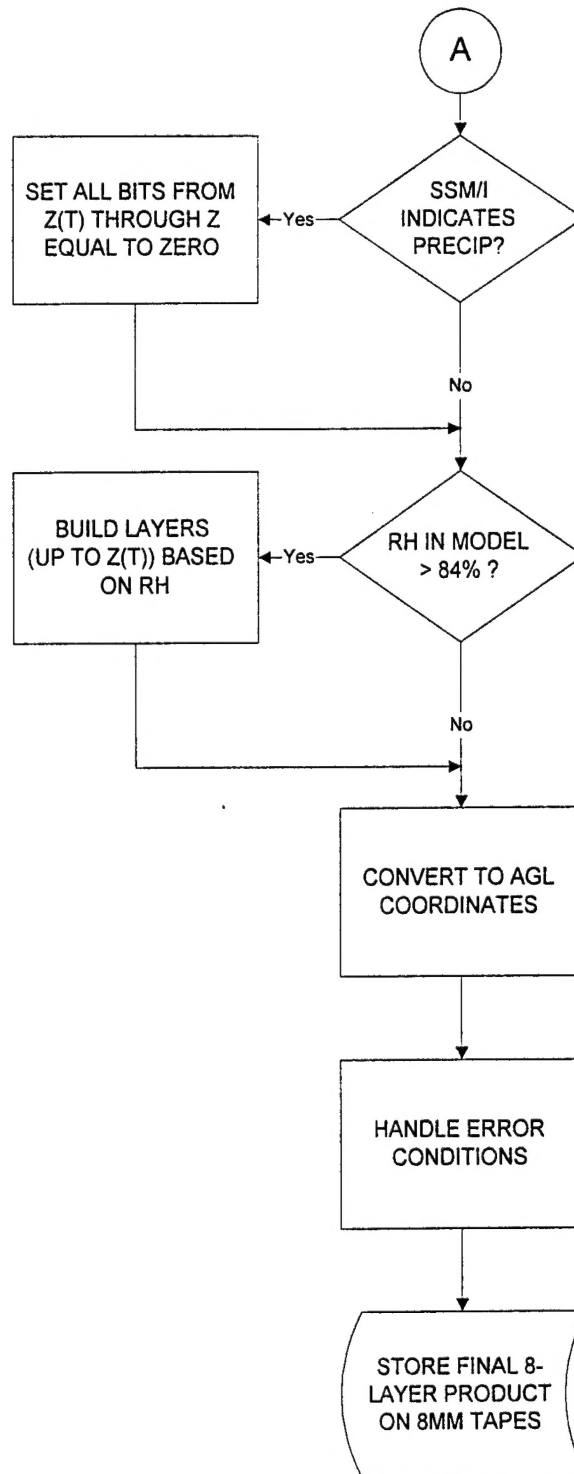 A
SSM/I
INDICATES
PRECIP?
Yes
SET ALL BITS FROM
Z(T) THROUGH Z
EQUAL TO ZERO
No
RH IN MODEL
> 84% ?
Yes
BUILD LAYERS
(UP TO Z(T)) BASED
ON RH
No
CONVERT TO AGL
COORDINATES
HANDLE ERROR
CONDITIONS
STORE FINAL 8-
LAYER PRODUCT
ON 8MM TAPES